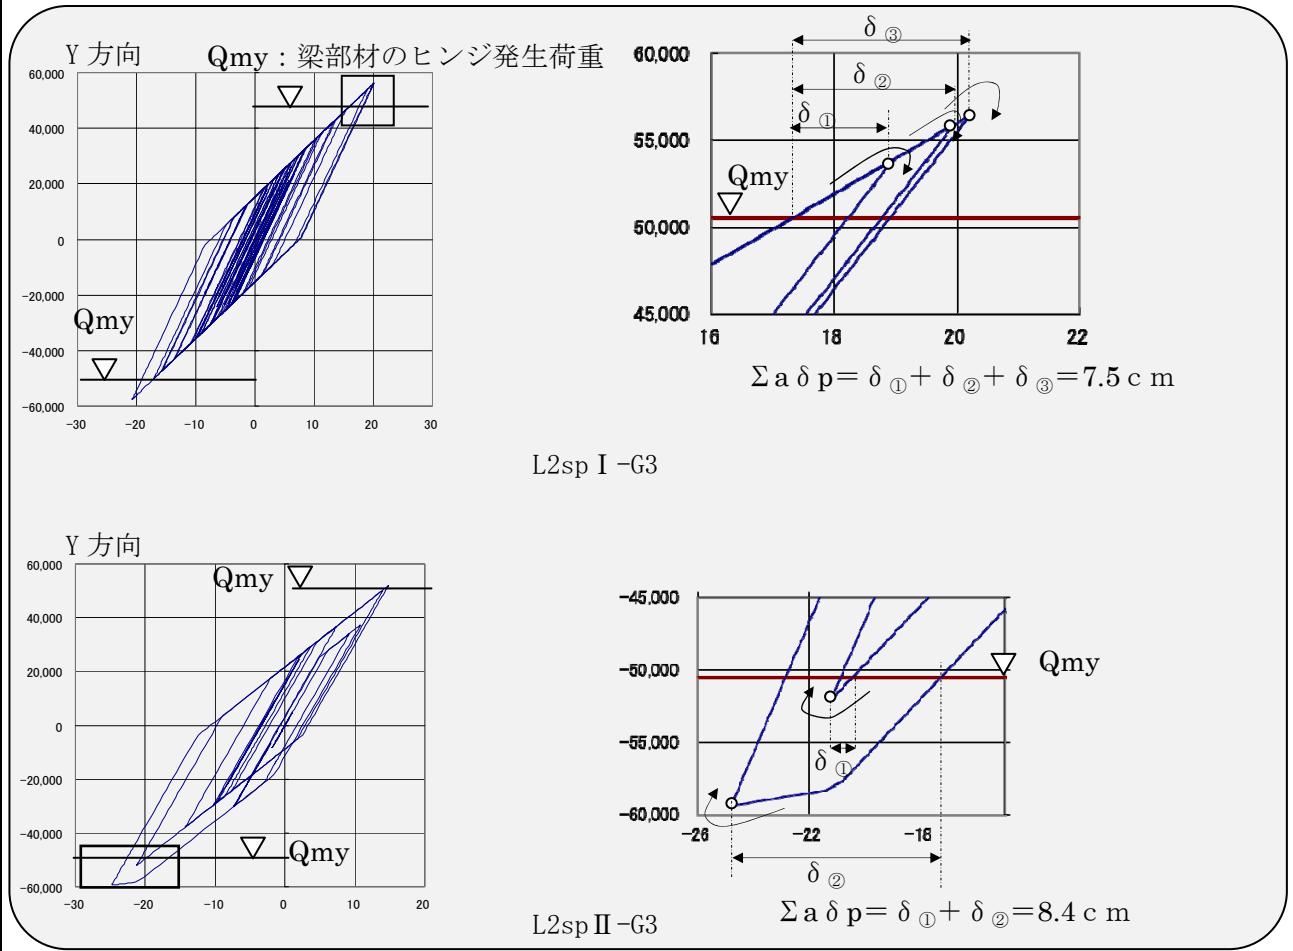 Y 方向
Qmy：梁部材のヒンジ発生荷重
60,000
40,000
20,000
0
-20,000
-40,000
-60,000
Qmy
-30 -20 -10 0 10 20 30
δ ③
δ ②
δ ①
Qmy
60,000
55,000
50,000
45,000
16 18 20 22
Σａδｐ＝δ①＋δ②＋δ③＝7.5ｃｍ
L2spⅠ-G3
Y 方向
Qmy
60,000
40,000
20,000
0
-20,000
-40,000
-60,000
Qmy
-30 -20 -10 0 10 20
-45,000
-50,000
-55,000
-60,000
Qmy
δ ①
-26 -22 -18
δ ②
Σａδｐ＝δ①＋δ②＝8.4ｃｍ
L2spⅡ-G3